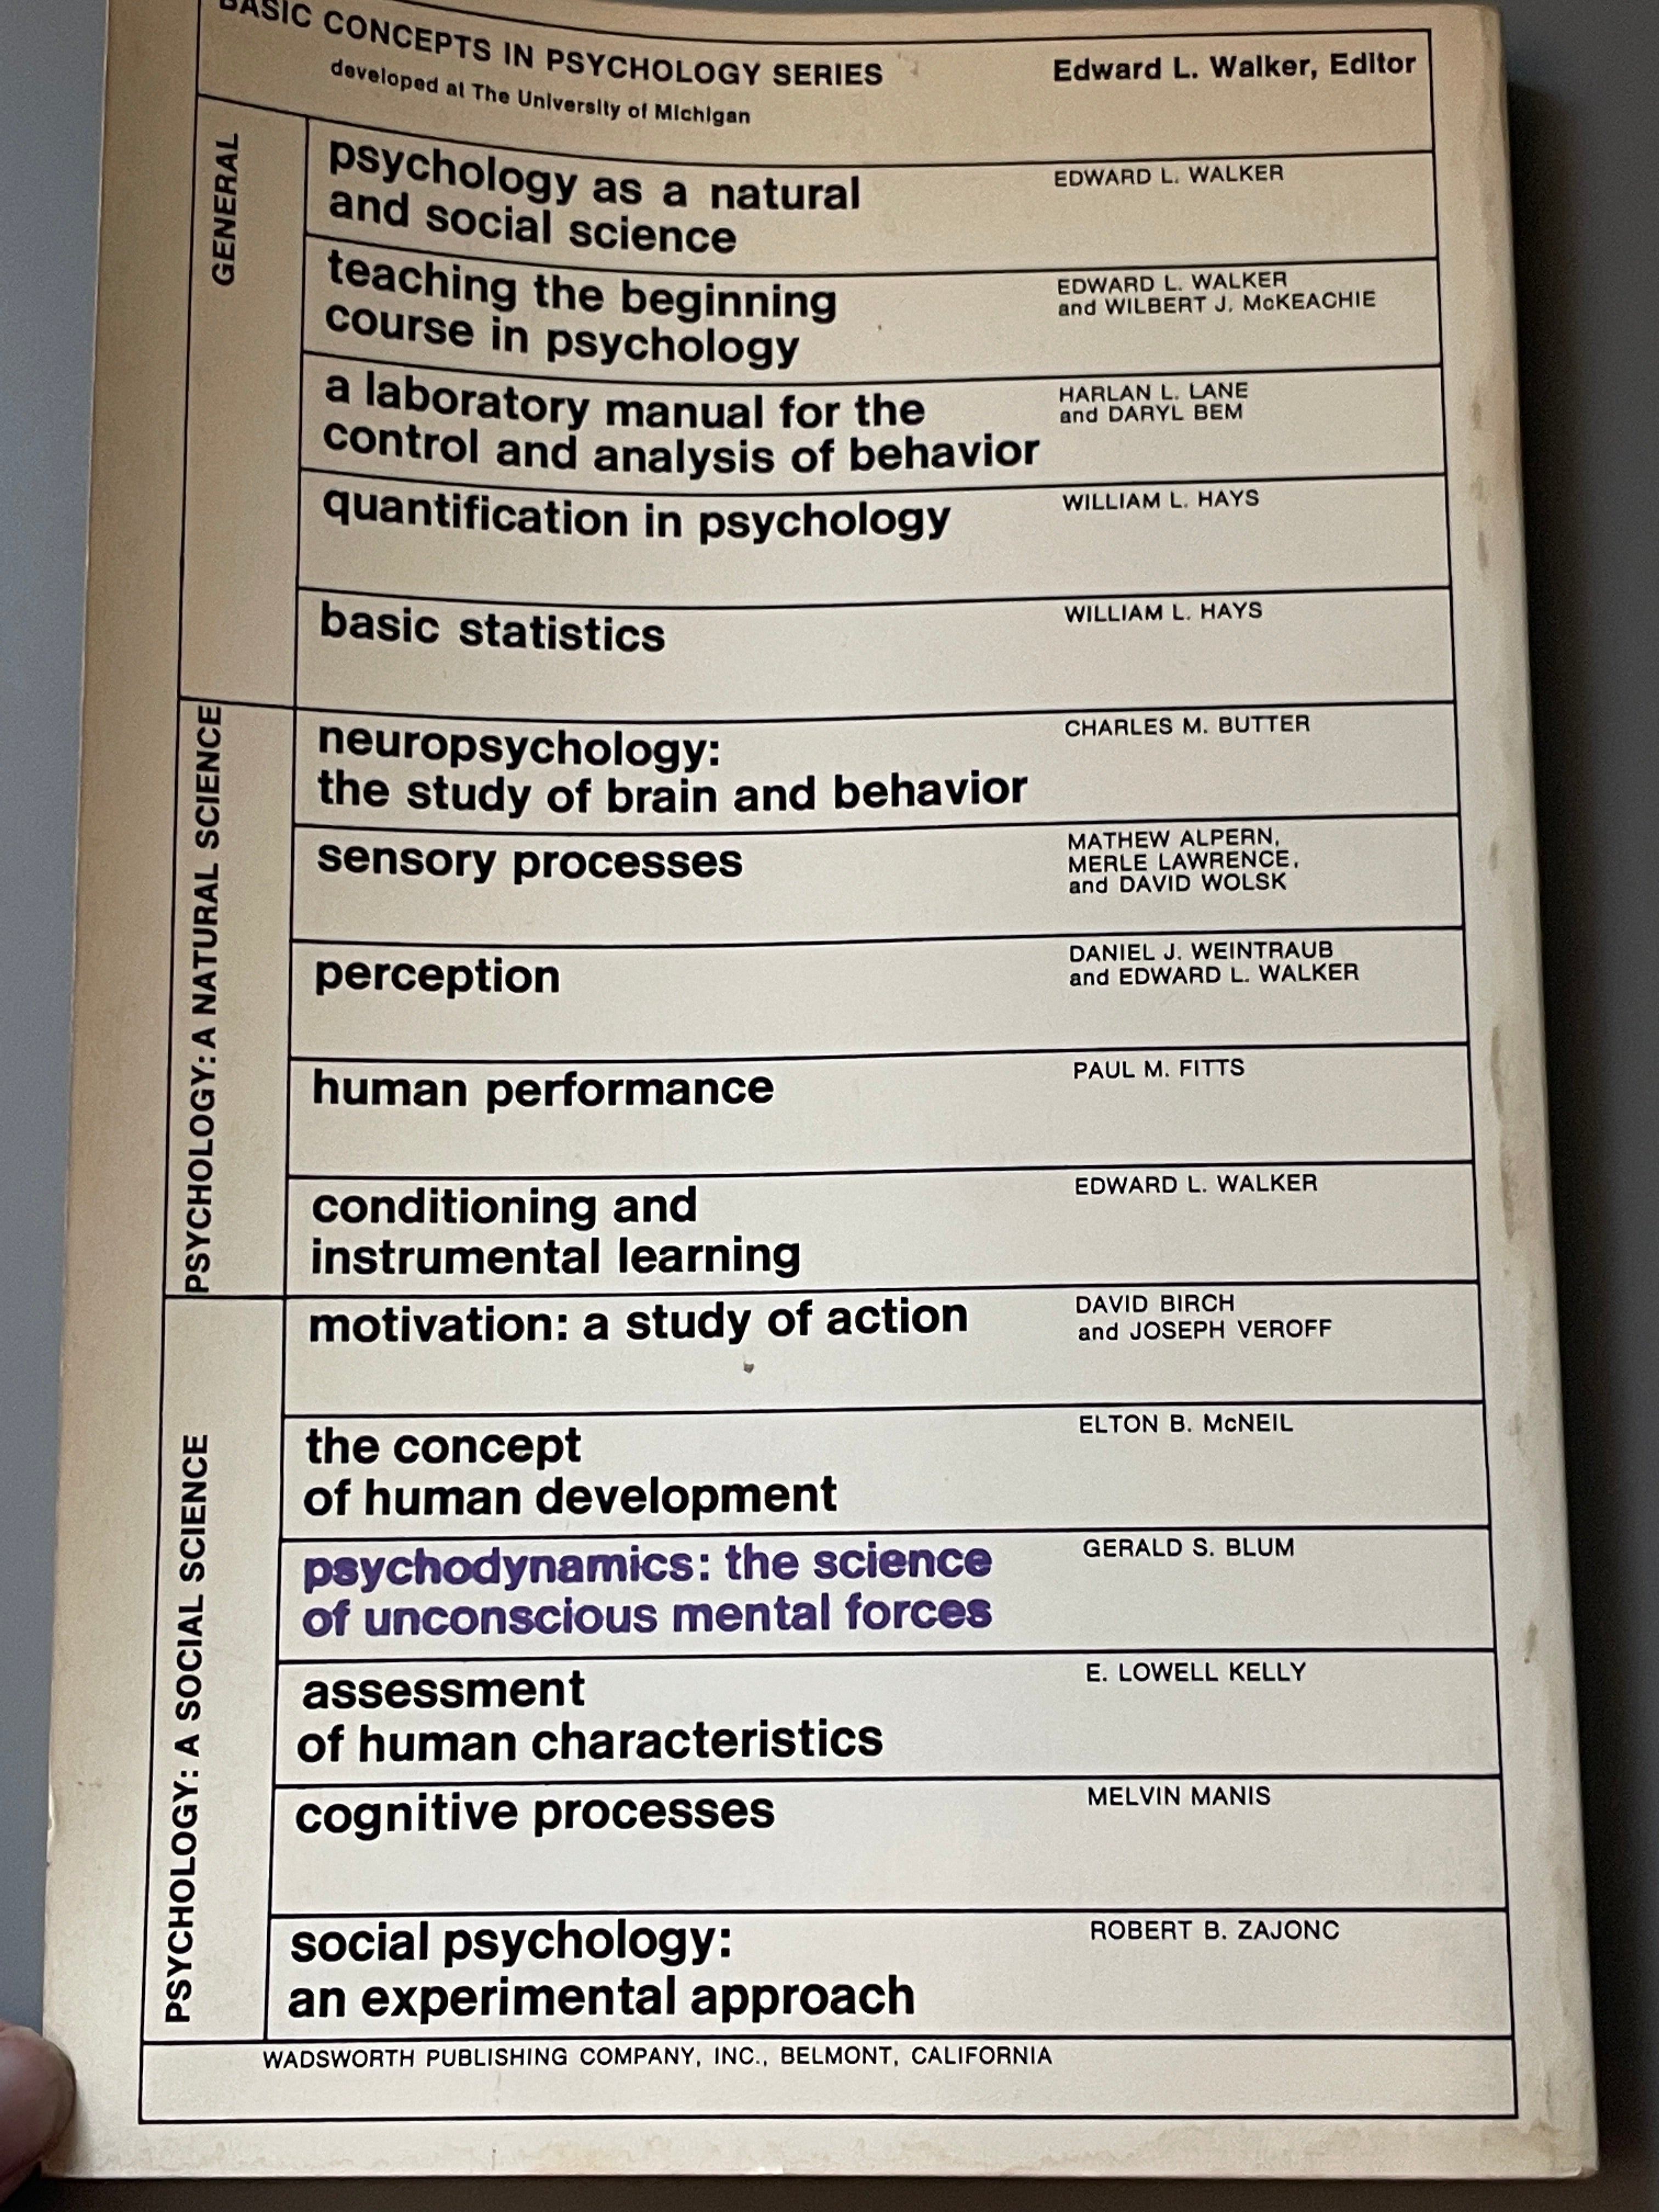 BASIC CONCEPTS IN PSYCHOLOGY SERIES
developed at The University of Michigan
Edward L. Walker, Editor
GENERAL
psychology as a natural
and social science
EDWARD L. WALKER
teaching the beginning
course in psychology
EDWARD L. WALKER
and WILBERT J. McKEACHIE
a laboratory manual for the
control and analysis of behavior
HARLAN L. LANE
and DARYL BEM
quantification in psychology
WILLIAM L. HAYS
basic statistics
WILLIAM L. HAYS
PSYCHOLOGY: A NATURAL SCIENCE
neuropsychology:
the study of brain and behavior
CHARLES M. BUTTER
sensory processes
MATHEW ALPERN,
MERLE LAWRENCE,
and DAVID WOLSK
perception
DANIEL J. WEINTRAUB
and EDWARD L. WALKER
human performance
PAUL M. FITTS
conditioning and
instrumental learning
EDWARD L. WALKER
PSYCHOLOGY: A SOCIAL SCIENCE
motivation: a study of action
DAVID BIRCH
and JOSEPH VEROFF
the concept
of human development
ELTON B. McNEIL
psychodynamics: the science
of unconscious mental forces
GERALD S. BLUM
assessment
of human characteristics
E. LOWELL KELLY
cognitive processes
MELVIN MANIS
social psychology:
an experimental approach
ROBERT B. ZAJONC
WADSWORTH PUBLISHING COMPANY, INC., BELMONT, CALIFORNIA